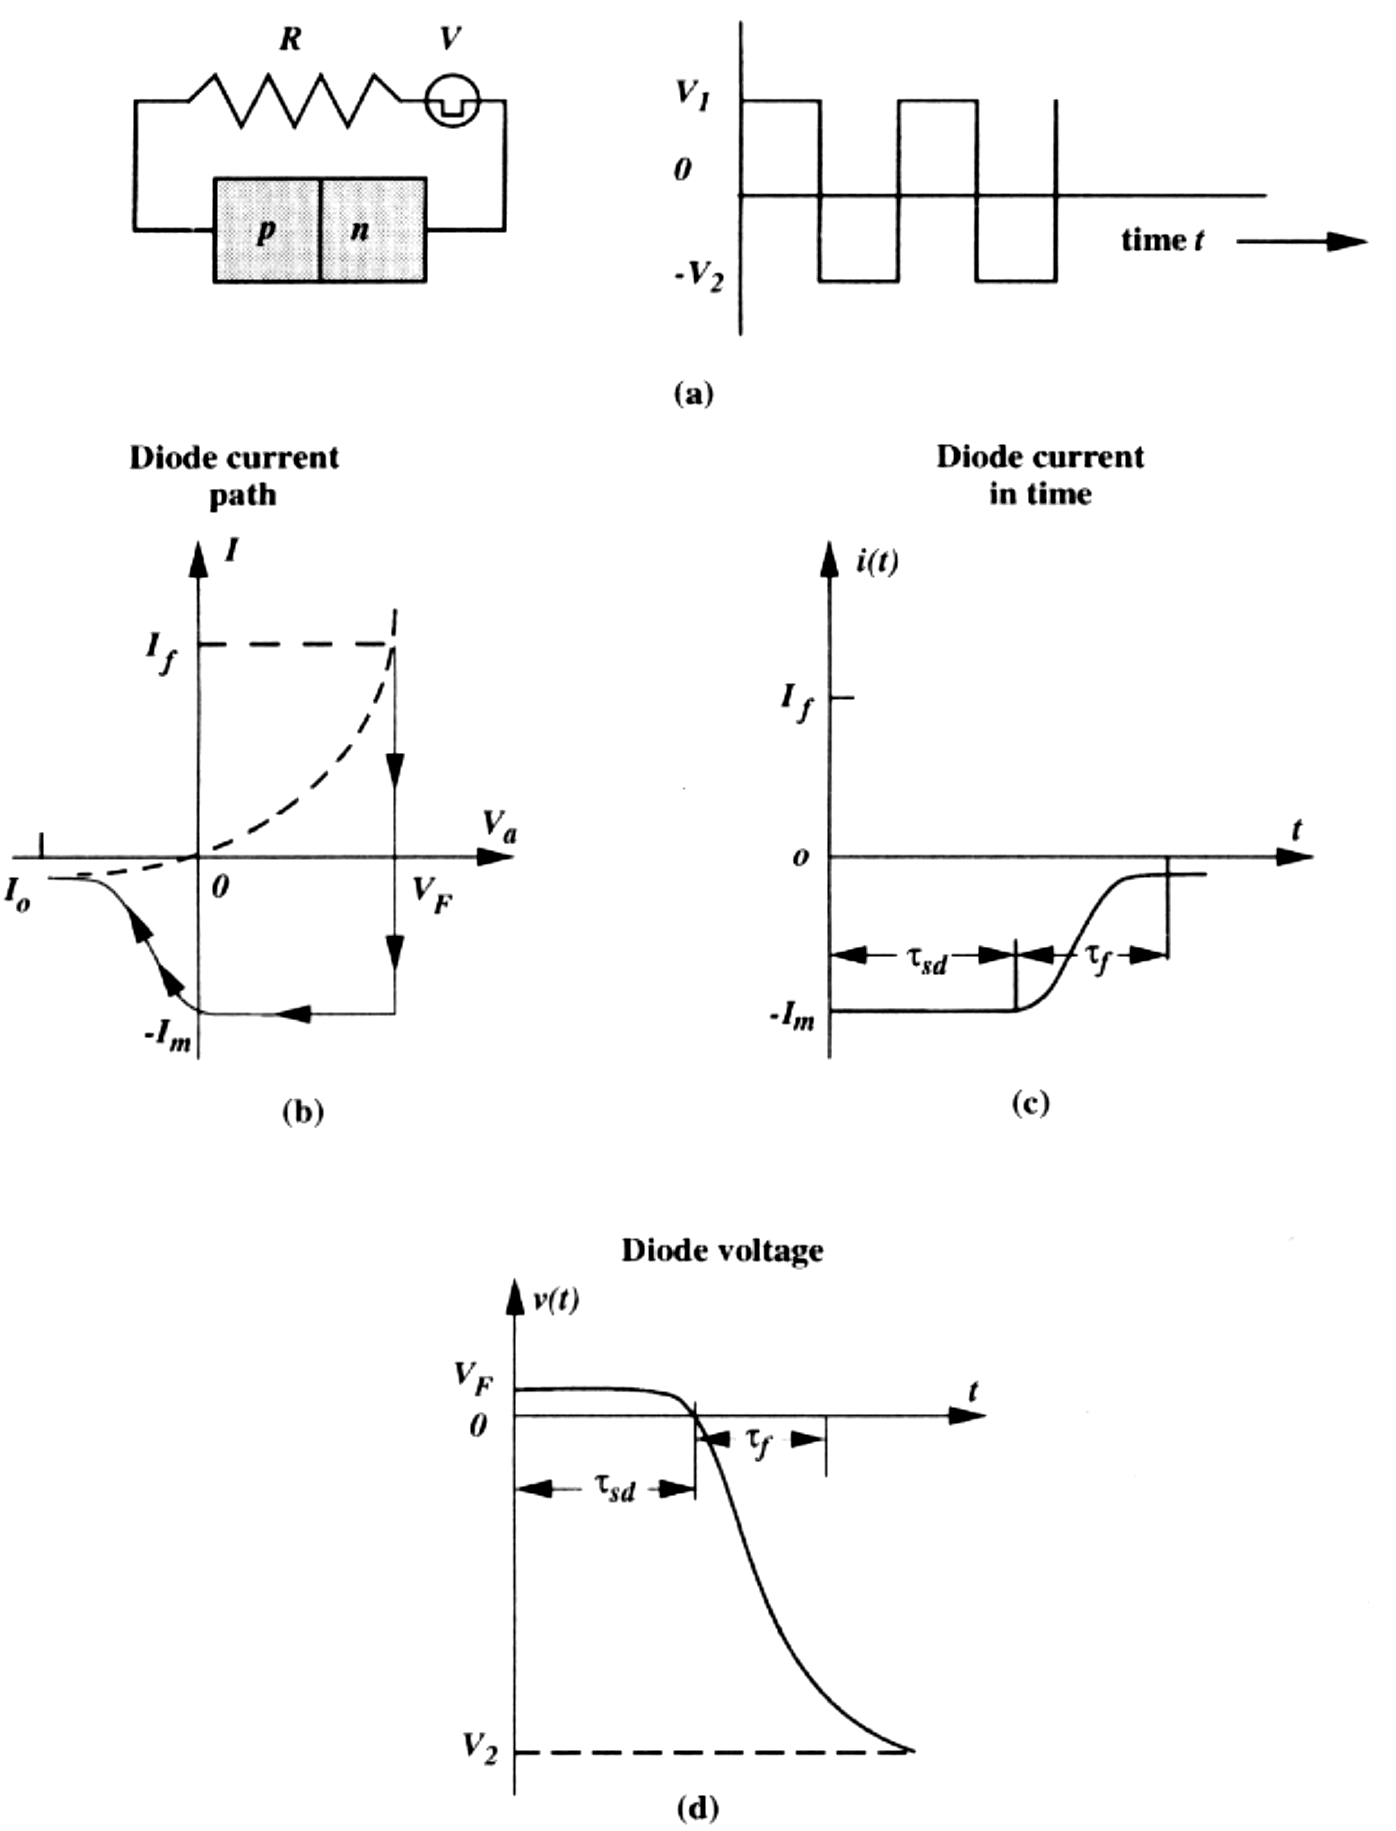 R V
p n
V1
0
-V2
time t
(a)
Diode current
path
I
If
Va
Io
0
VF
-Im
(b)
Diode current
in time
i(t)
If
o
t
τsd
τf
-Im
(c)
Diode voltage
v(t)
VF
0
t
τf
τsd
V2
(d)